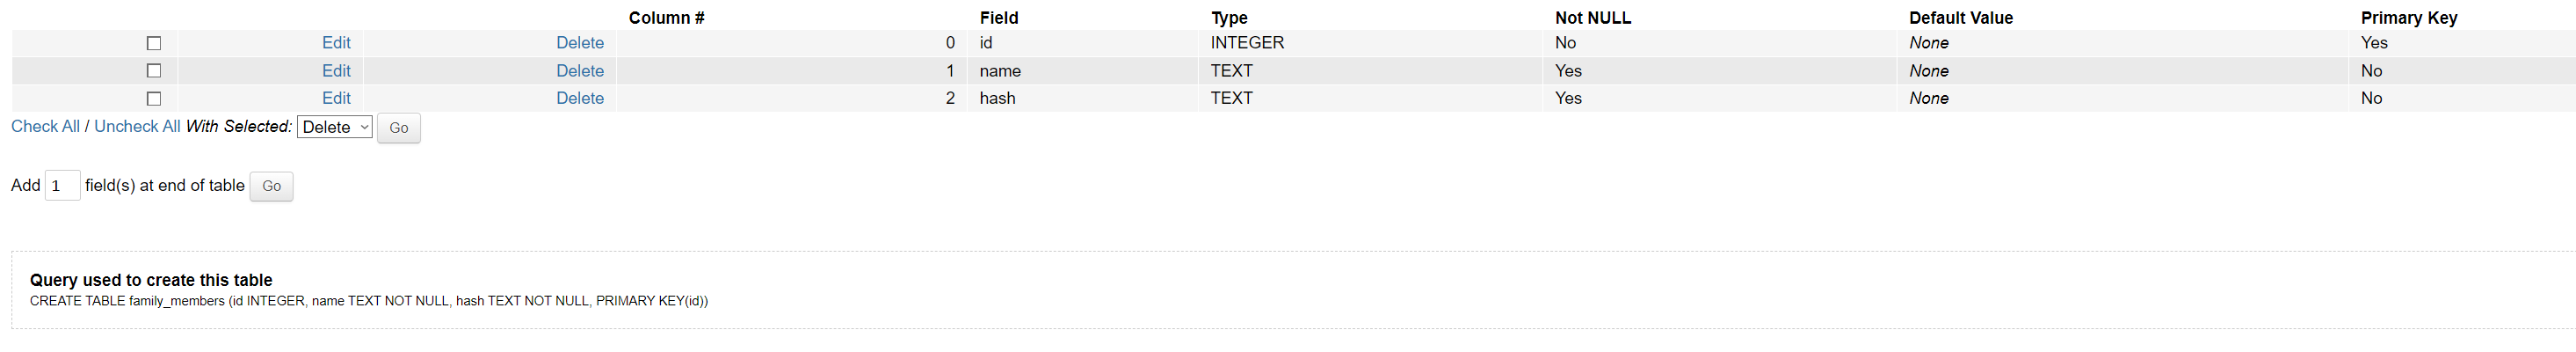 Column # Field Type Not NULL Default Value Primary Key
Edit Delete 0 id INTEGER No None Yes
Edit Delete 1 name TEXT Yes None No
Edit Delete 2 hash TEXT Yes None No
Check All / Uncheck All With Selected: Delete Go
Add 1 field(s) at end of table Go
Query used to create this table
CREATE TABLE family_members (id INTEGER, name TEXT NOT NULL, hash TEXT NOT NULL, PRIMARY KEY(id))